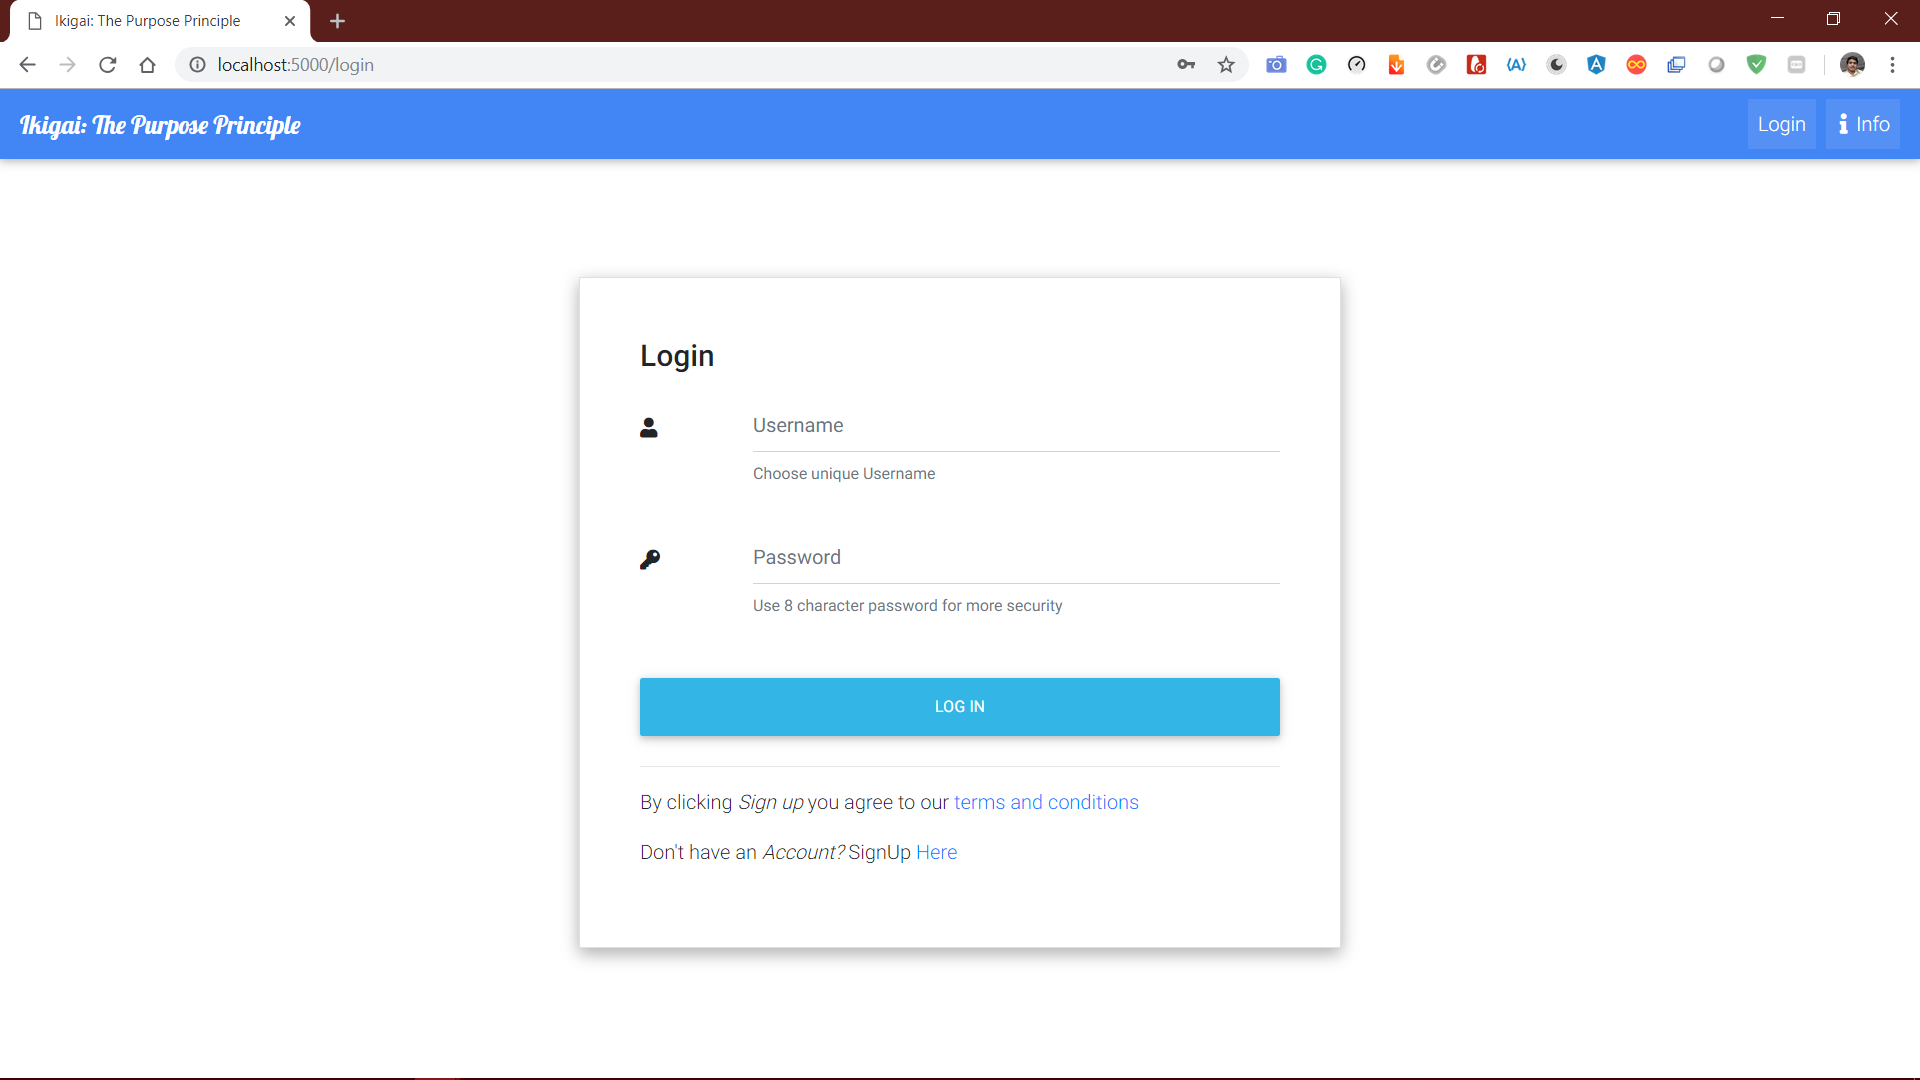 Ikigai: The Purpose Principle
localhost:5000/login
Ikigai: The Purpose Principle
Login
Info
Login
Username
Choose unique Username
Password
Use 8 character password for more security
LOG IN
By clicking Sign up you agree to our terms and conditions
Don't have an Account? SignUp Here